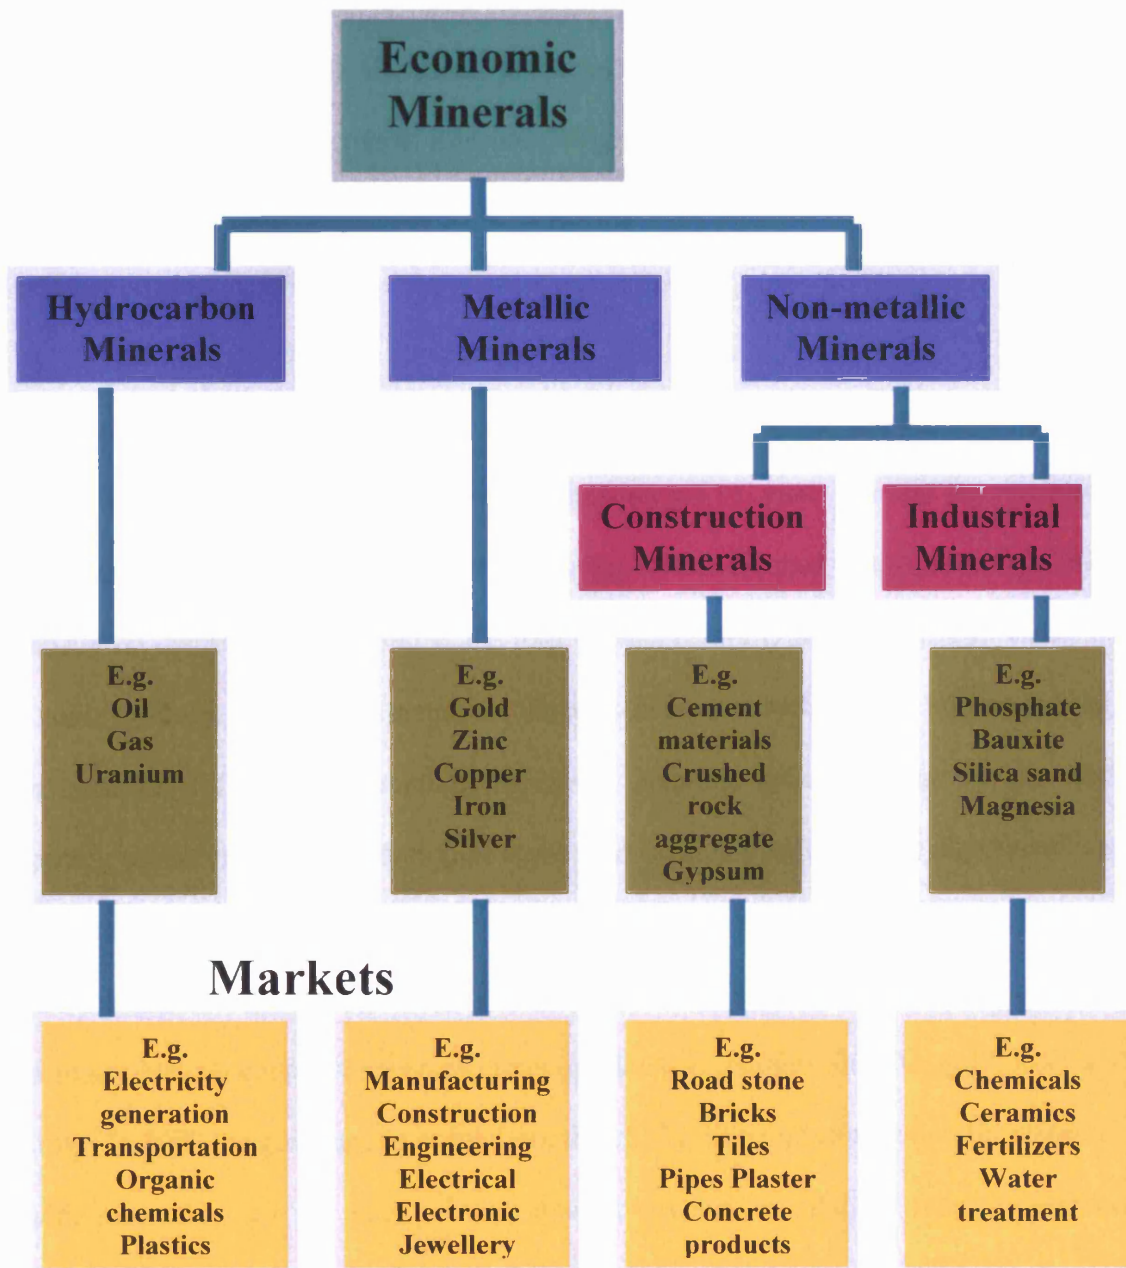 Economic
Minerals
Hydrocarbon
Minerals
Metallic
Minerals
Non-metallic
Minerals
Construction
Minerals
Industrial
Minerals
E.g.
Oil
Gas
Uranium
E.g.
Gold
Zinc
Copper
Iron
Silver
E.g.
Cement
materials
Crushed
rock
aggregate
Gypsum
E.g.
Phosphate
Bauxite
Silica sand
Magnesia
Markets
E.g.
Electricity
generation
Transportation
Organic
chemicals
Plastics
E.g.
Manufacturing
Construction
Engineering
Electrical
Electronic
Jewellery
E.g.
Road stone
Bricks
Tiles
Pipes Plaster
Concrete
products
E.g.
Chemicals
Ceramics
Fertilizers
Water
treatment